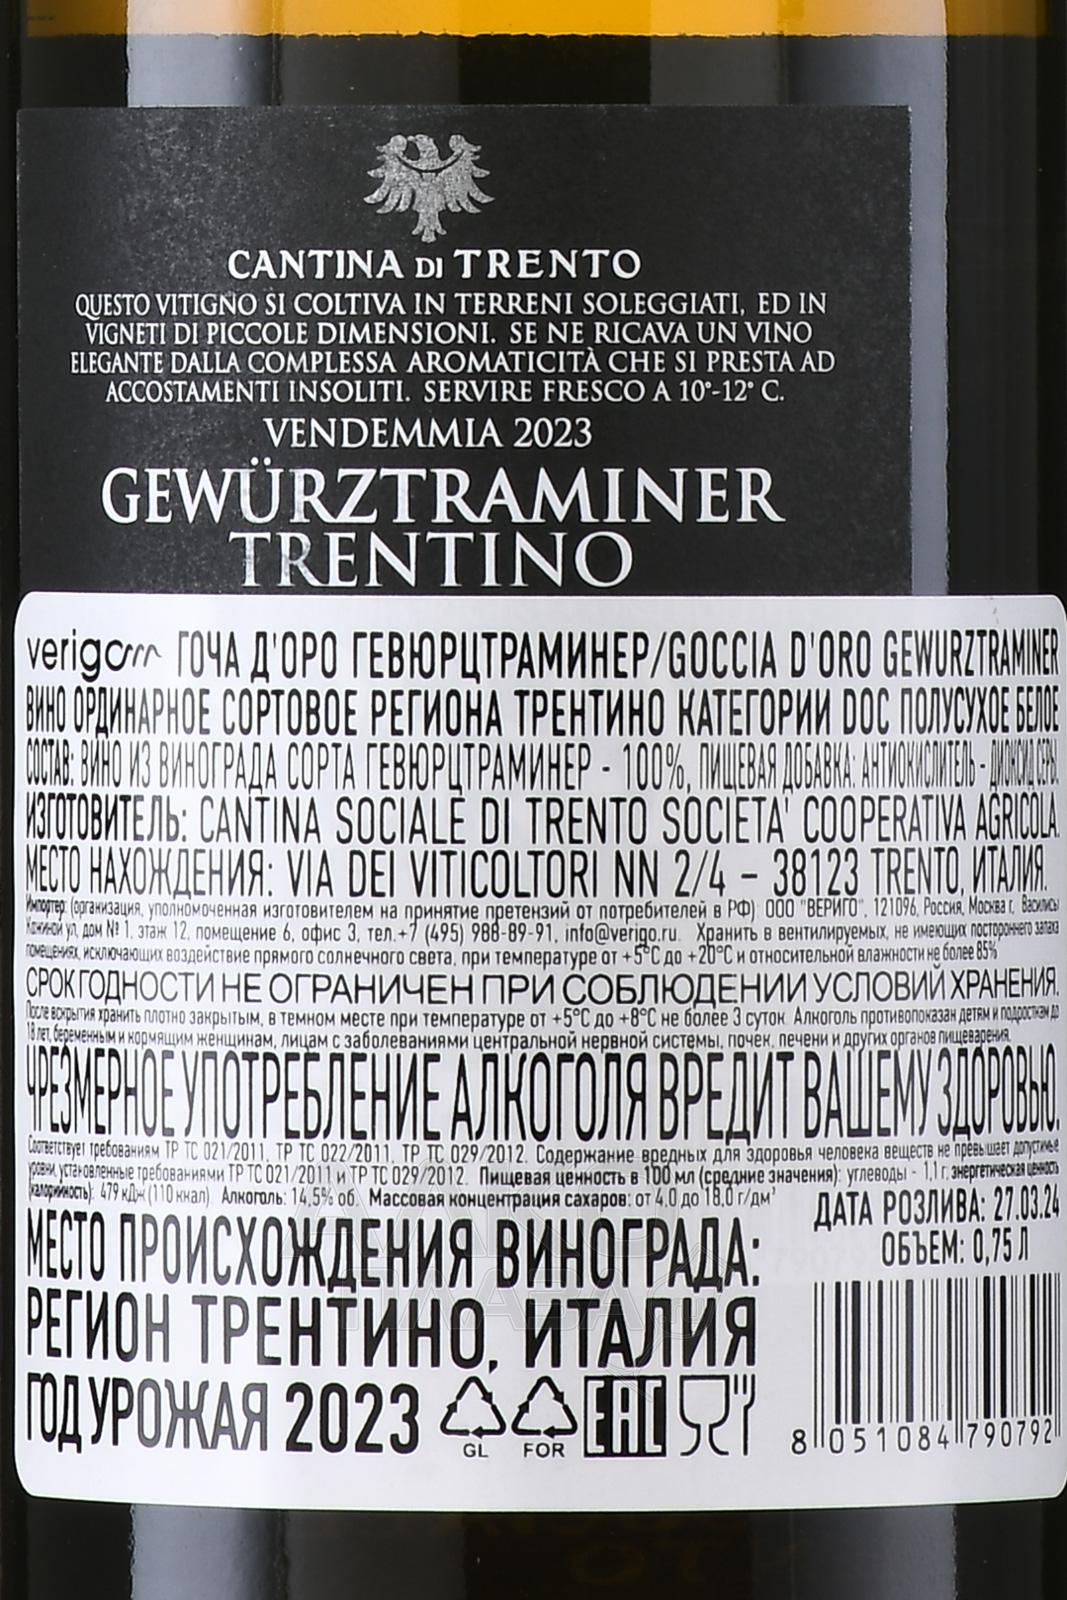 CANTINA DI TRENTO
QUESTO VITIGNO SI COLTIVA IN TERRENI SOLEGGIATI, ED IN
VIGNETI DI PICCOLE DIMENSIONI. SE NE RICAVA UN VINO
ELEGANTE DALLA COMPLESSA AROMATICITÀ CHE SI PRESTA AD
ACCOSTAMENTI INSOLITI. SERVIRE FRESCO A 10°-12° C.
VENDEMMIA 2023
GEWÜRZTRAMINER
TRENTINO
verigo ГОЧА Д'ОРО ГЕВЮРЦТРАМИНЕР/GOCCIA D'ORO GEWURZTRAMINER
ВИНО ОРДИНАРНОЕ СОРТОВОЕ РЕГИОНА ТРЕНТИНО КАТЕГОРИИ DOC ПОЛУСУХОЕ БЕЛОЕ
СОСТАВ: ВИНО ИЗ ВИНОГРАДА СОРТА ГЕВЮРЦТРАМИНЕР - 100%, ПИЩЕВАЯ ДОБАВКА: АНТИОКИСЛИТЕЛЬ - ДИОКСИД СЕРЫ.
ИЗГОТОВИТЕЛЬ: CANTINA SOCIALE DI TRENTO SOCIETA' COOPERATIVA AGRICOLA.
МЕСТО НАХОЖДЕНИЯ: VIA DEI VITICOLTORI NN 2/4 – 38123 TRENTO, ИТАЛИЯ.
Импортер: (организация, уполномоченная изготовителем на принятие претензий от потребителей в РФ): ООО "ВЕРИГО", 121096, Россия, Москва г, Василисы
Кожиной ул, дом № 1, этаж 12, помещение 6, офис 3, тел.+7 (495) 988-89-91, info@verigo.ru. Хранить в вентилируемых, не имеющих постороннего запаха
помещениях, исключающих воздействие прямого солнечного света, при температуре от +5°С до +20°С и относительной влажности не более 85%
СРОК ГОДНОСТИ НЕ ОГРАНИЧЕН ПРИ СОБЛЮДЕНИИ УСЛОВИЙ ХРАНЕНИЯ.
После вскрытия хранить плотно закрытым, в темном месте при температуре от +5°С до +8°С не более 3 суток. Алкоголь противопоказан детям и подросткам до
18 лет, беременным и кормящим женщинам, лицам с заболеваниями центральной нервной системы, почек, печени и других органов пищеварения.
ЧРЕЗМЕРНОЕ УПОТРЕБЛЕНИЕ АЛКОГОЛЯ ВРЕДИТ ВАШЕМУ ЗДОРОВЬЮ.
Соответствует требованиям ТР ТС 021/2011, ТР ТС 022/2011, ТР ТС 029/2012. Содержание вредных для здоровья человека веществ не превышает допустимые
уровни, установленные требованиями ТР ТС 021/2011 и ТР ТС 029/2012. Пищевая ценность в 100 мл (средние значения): углеводы - 1,1 г; энергетическая ценность
(калорийность): 479 кДж (110 ккал). Алкоголь: 14,5% об. Массовая концентрация сахаров: от 4,0 до 18,0 г/дм³
ДАТА РОЗЛИВА: 27.03.24
ОБЪЕМ: 0,75 Л
МЕСТО ПРОИСХОЖДЕНИЯ ВИНОГРАДА:
РЕГИОН ТРЕНТИНО, ИТАЛИЯ
ГОД УРОЖАЯ 2023
GL FOR EAC
8 051084 790792